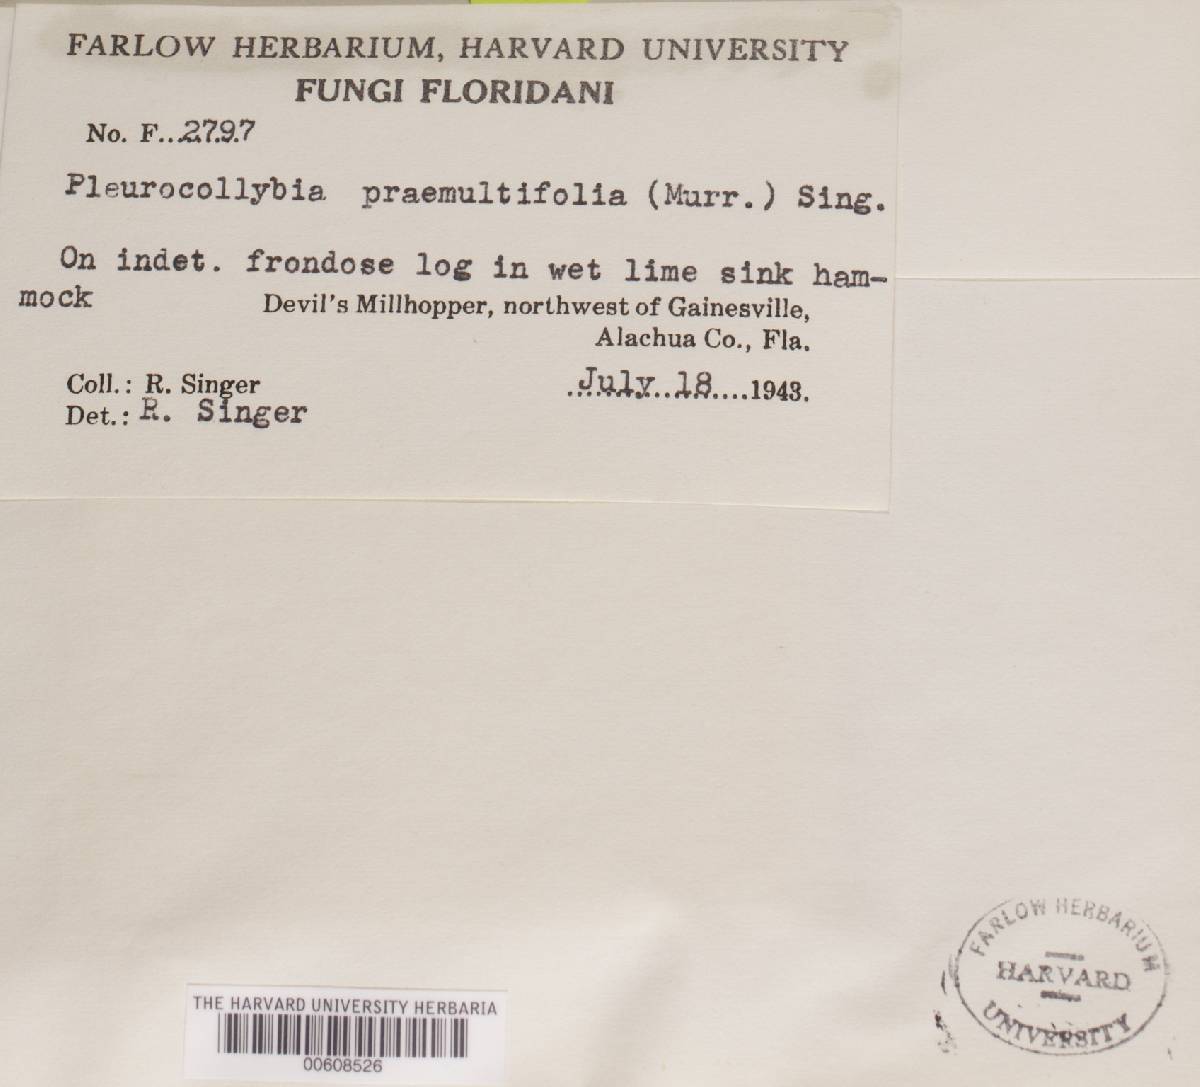 FARLOW HERBARIUM, HARVARD UNIVERSITY
FUNGI FLORIDANI
No. F...2797
Pleurocollybia praemultifolia (Murr.) Sing.
On indet. frondose log in wet lime sink ham-
mock Devil's Millhopper, northwest of Gainesville,
Alachua Co., Fla.
Coll.: R. Singer July 18....1943.
Det.: R. Singer
THE HARVARD UNIVERSITY HERBARIA
00608526
FARLOW HERBARIUM
HARVARD
UNIVERSITY